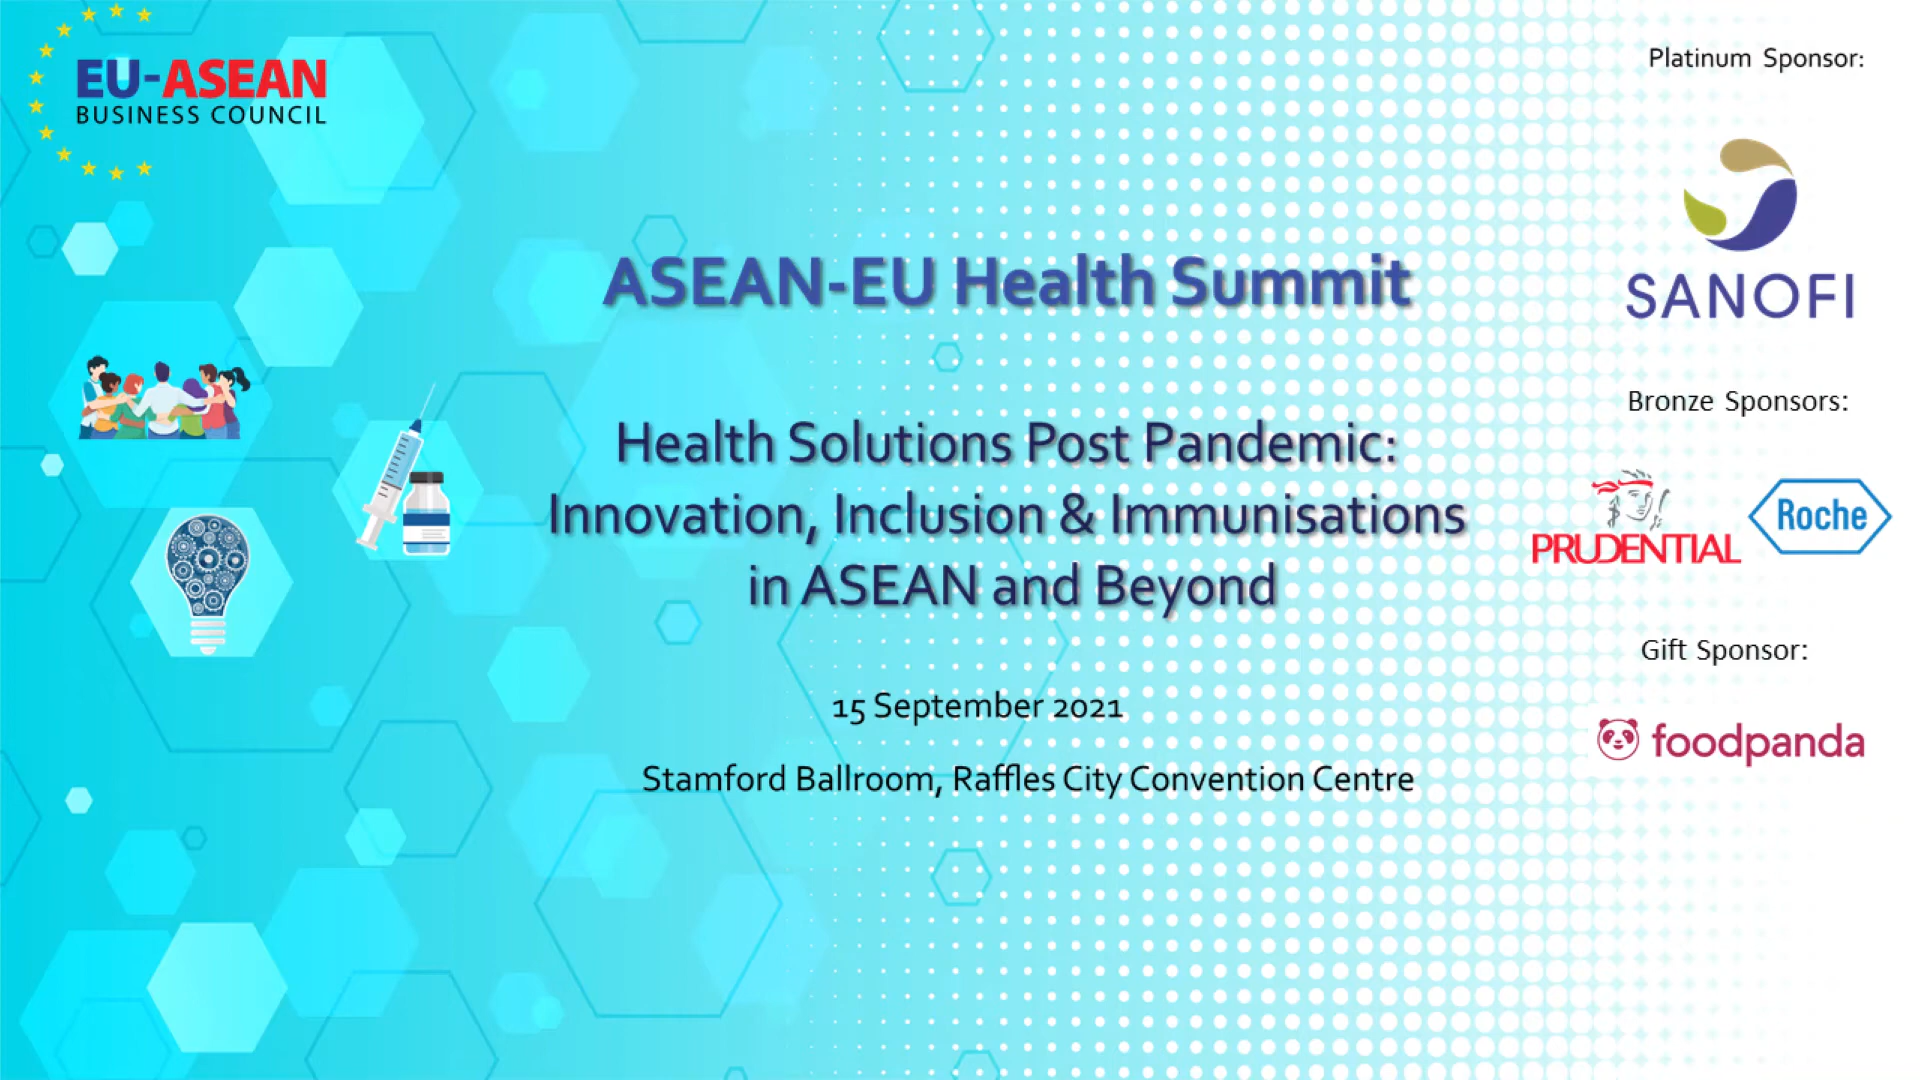 EU-ASEAN
BUSINESS COUNCIL
ASEAN-EU Health Summit
Health Solutions Post Pandemic:
Innovation, Inclusion & Immunisations
in ASEAN and Beyond
15 September 2021
Stamford Ballroom, Raffles City Convention Centre
Platinum Sponsor:
SANOFI
Bronze Sponsors:
PRUDENTIAL
Roche
Gift Sponsor:
foodpanda